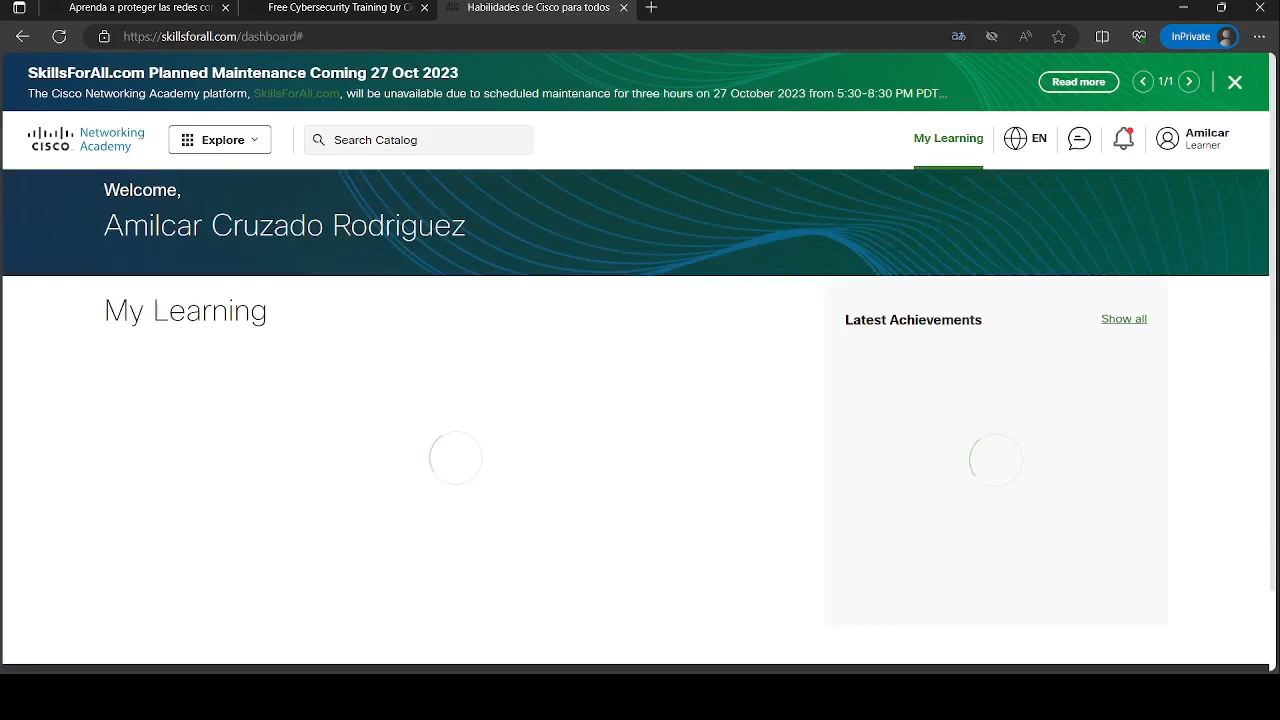 Aprenda a proteger las redes cor
Free Cybersecurity Training by Ci
Habilidades de Cisco para todos
https://skillsforall.com/dashboard#
InPrivate
SkillsForAll.com Planned Maintenance Coming 27 Oct 2023
The Cisco Networking Academy platform, SkillsForAll.com, will be unavailable due to scheduled maintenance for three hours on 27 October 2023 from 5:30-8:30 PM PDT...
Read more
1/1
CISCO Networking Academy
Explore
Search Catalog
My Learning
EN
Amilcar
Learner
Welcome,
Amilcar Cruzado Rodriguez
My Learning
Latest Achievements
Show all